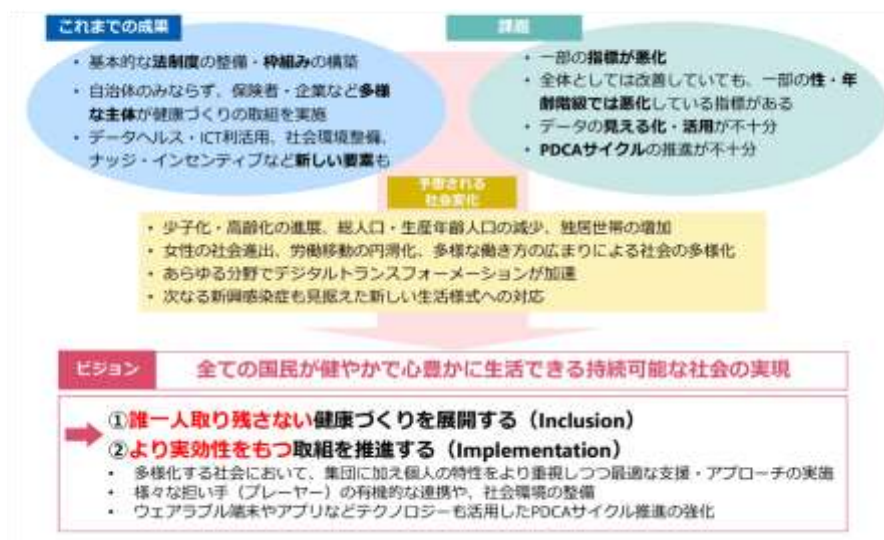 これまでの成果
・ 基本的な法制度の整備・枠組みの構築
・ 自治体のみならず、保険者・企業など多様
な主体が健康づくりの取組を実施
・ データヘルス・ICT利活用、社会環境整備、
ナッジ・インセンティブなど新しい要素も
課題
・ 一部の指標が悪化
・ 全体としては改善していても、一部の性・年
齢階級では悪化している指標がある
・ データの見える化・活用が不十分
・ PDCAサイクルの推進が不十分
予想される
社会変化
・ 少子化・高齢化の進展、総人口・生産年齢人口の減少、独居世帯の増加
・ 女性の社会進出、労働移動の円滑化、多様な働き方の広まりによる社会の多様化
・ あらゆる分野でデジタルトランスフォーメーションが加速
・ 次なる新興感染症も見据えた新しい生活様式への対応
ビジョン
全ての国民が健やかで心豊かに生活できる持続可能な社会の実現
①誰一人取り残さない健康づくりを展開する（Inclusion）
②より実効性をもつ取組を推進する（Implementation）
・ 多様化する社会において、集団に加え個人の特性をより重視しつつ最適な支援・アプローチの実施
・ 様々な担い手（プレーヤー）の有機的な連携や、社会環境の整備
・ ウェアラブル端末やアプリなどテクノロジーも活用したPDCAサイクル推進の強化